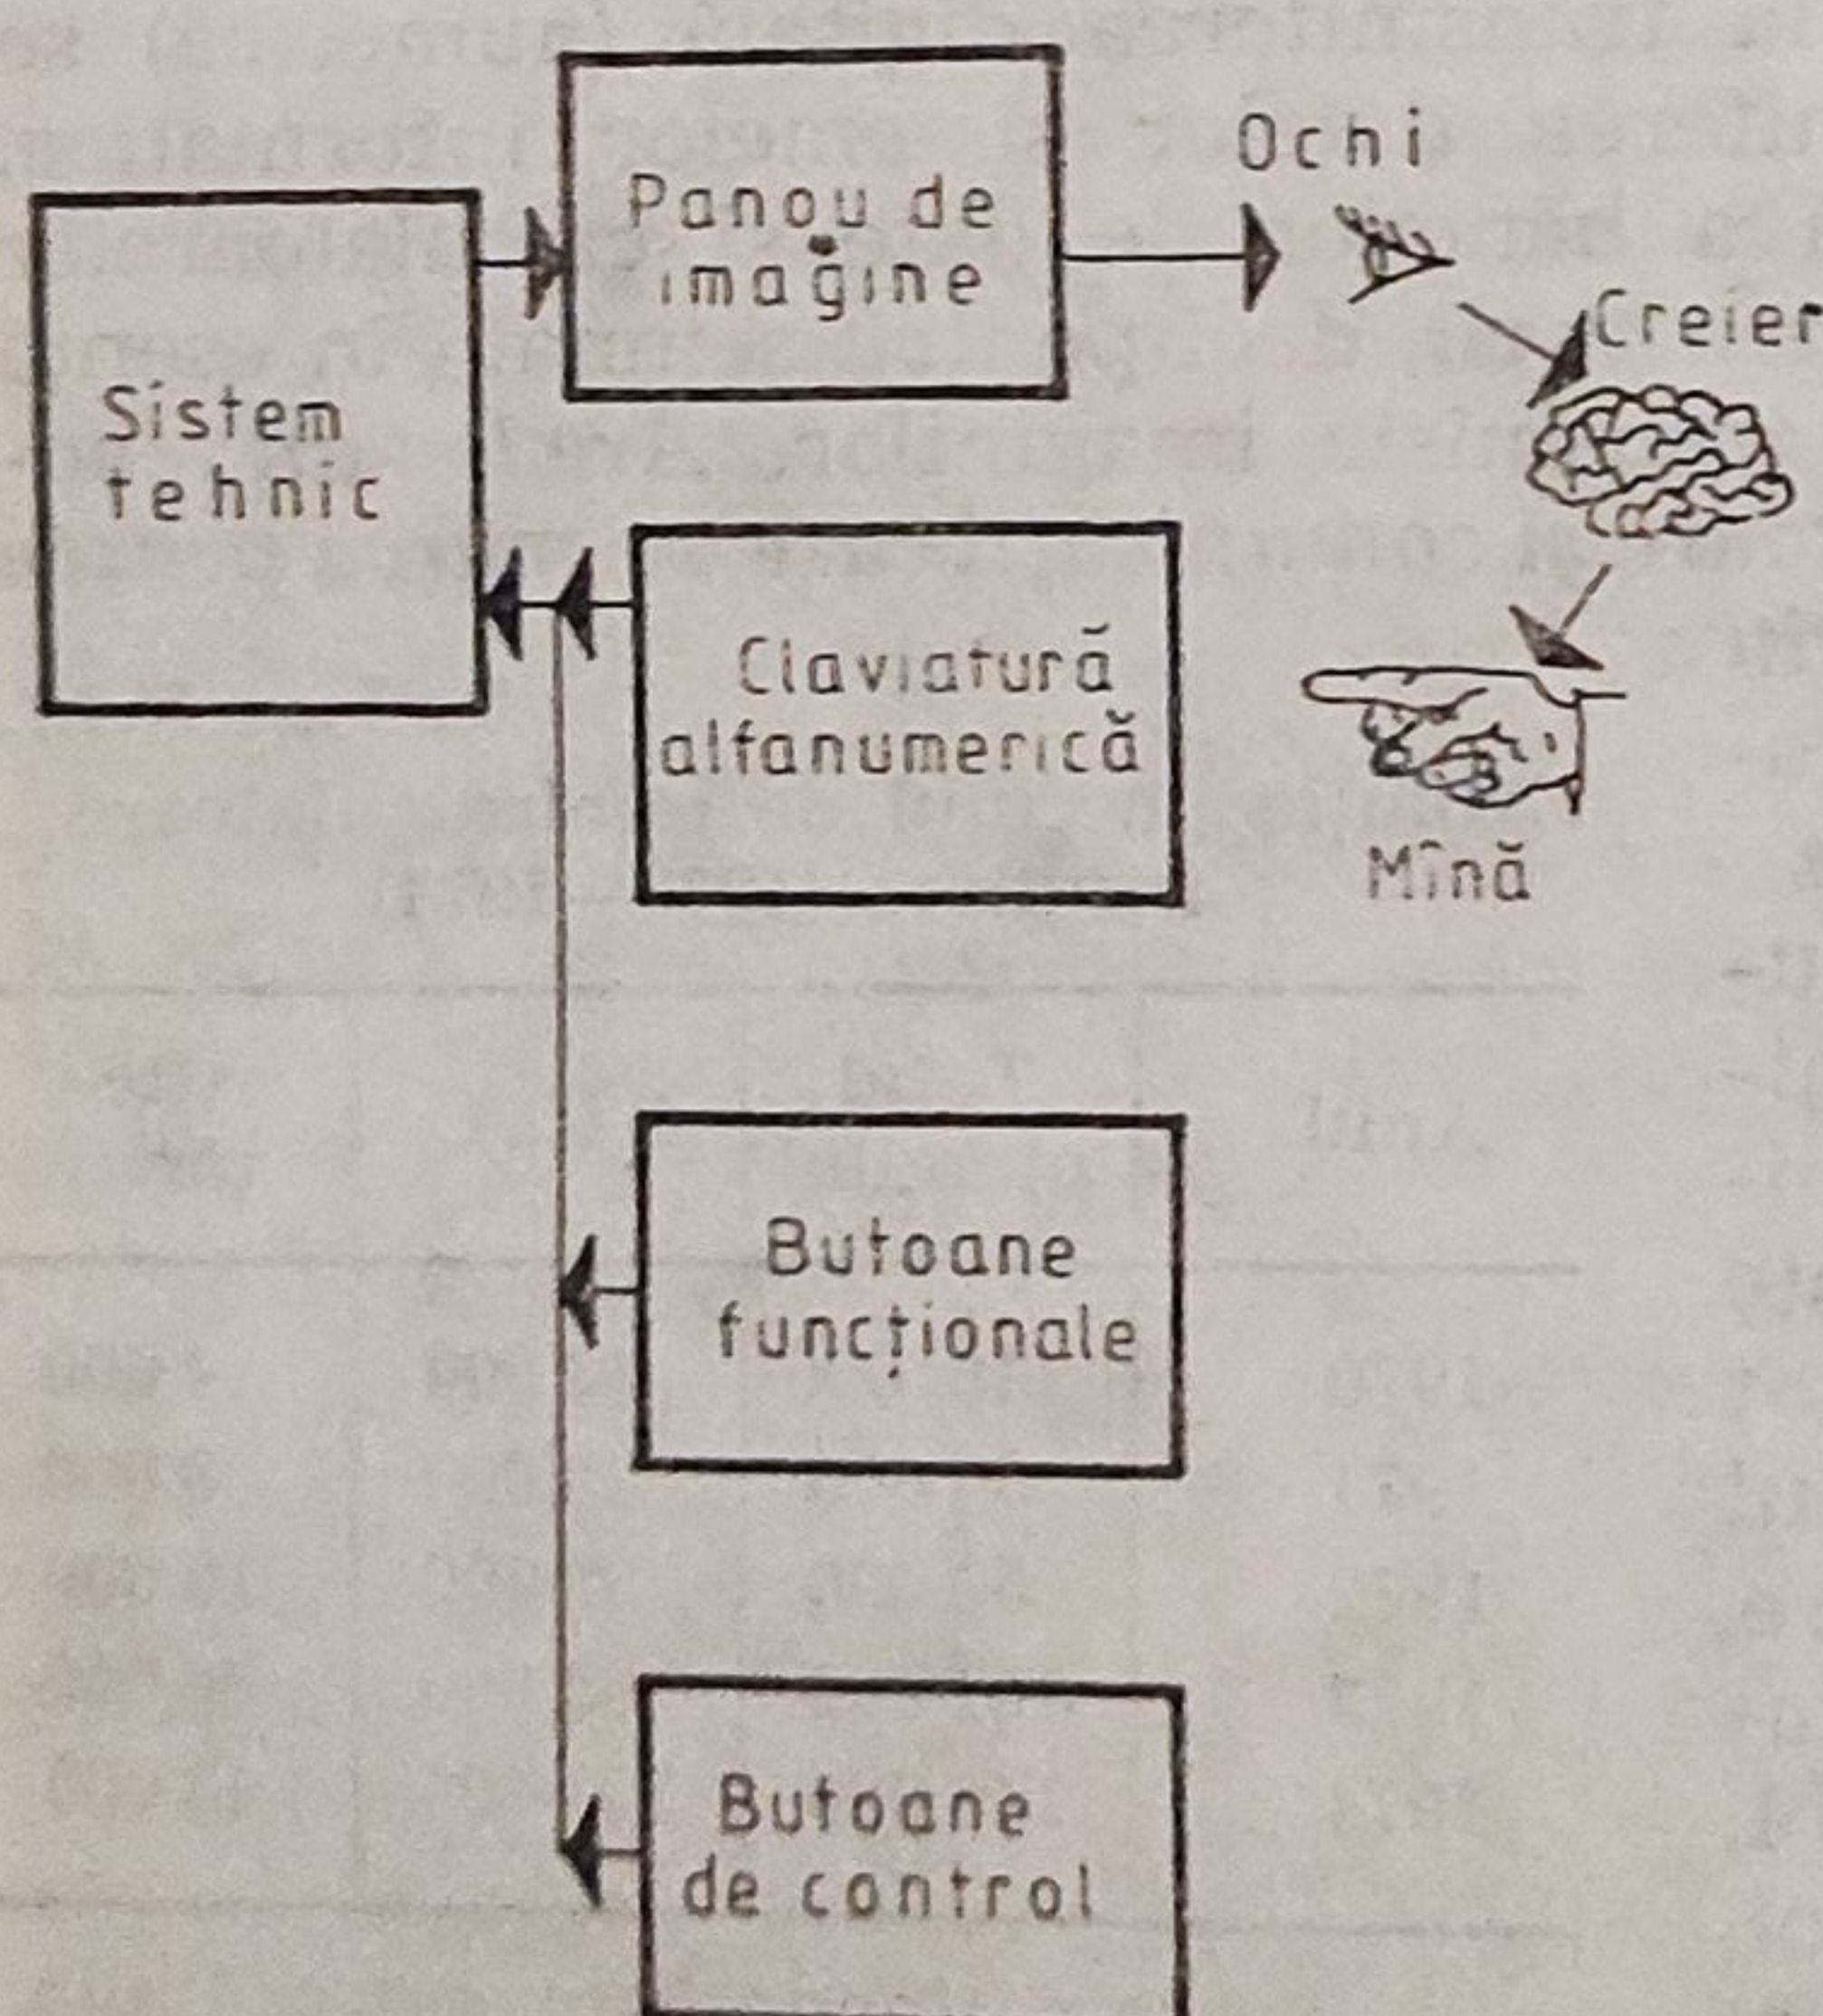 Ochi
Panou de
imagine
Creier
Sistem
tehnic
Claviatură
alfanumerică
Mînă
Butoane
funcționale
Butoane
de control